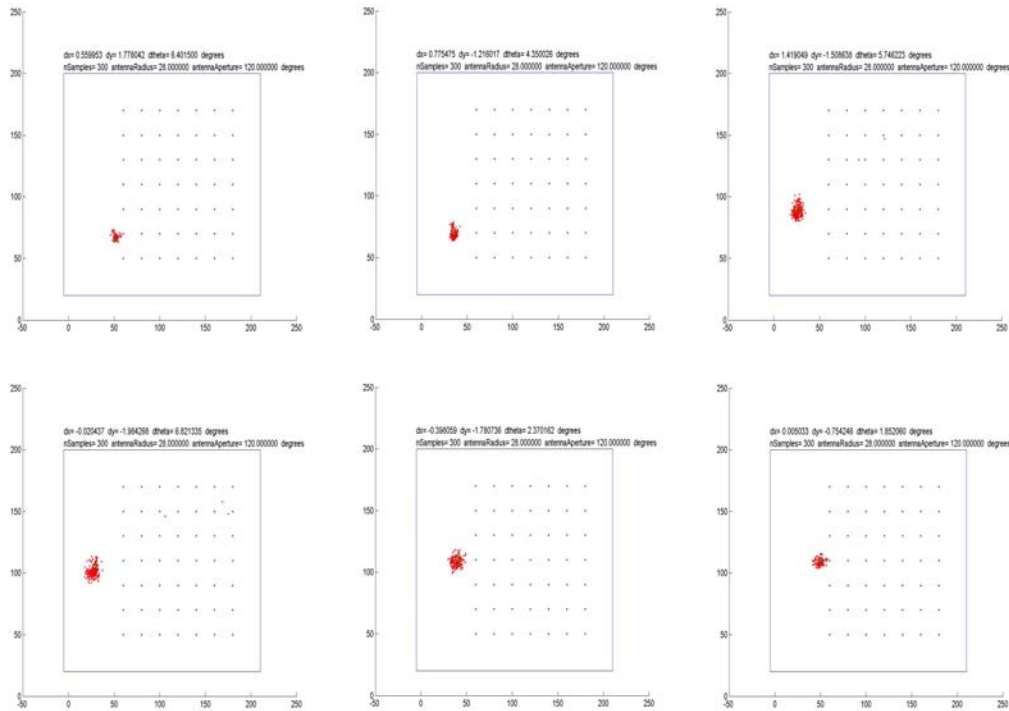 dx= 0.559953 dy= 1.778042 dtheta= 6.401500 degrees
nSamples= 300 antennaRadius= 28.000000 antennaAperture= 120.000000 degrees
250
200
150
100
50
0
-50 0 50 100 150 200 250
dx= 0.775475 dy= -1.216017 dtheta= 4.350026 degrees
nSamples= 300 antennaRadius= 28.000000 antennaAperture= 120.000000 degrees
250
200
150
100
50
0
-50 0 50 100 150 200 250
dx= 1.419049 dy= -1.508638 dtheta= 5.746223 degrees
nSamples= 300 antennaRadius= 28.000000 antennaAperture= 120.000000 degrees
250
200
150
100
50
0
-50 0 50 100 150 200 250
dx= -0.020437 dy= -1.984268 dtheta= 6.821335 degrees
nSamples= 300 antennaRadius= 28.000000 antennaAperture= 120.000000 degrees
250
200
150
100
50
0
-50 0 50 100 150 200 250
dx= -0.398059 dy= -1.780736 dtheta= 2.370162 degrees
nSamples= 300 antennaRadius= 28.000000 antennaAperture= 120.000000 degrees
250
200
150
100
50
0
-50 0 50 100 150 200 250
dx= 0.005033 dy= -0.754246 dtheta= 1.852060 degrees
nSamples= 300 antennaRadius= 28.000000 antennaAperture= 120.000000 degrees
250
200
150
100
50
0
-50 0 50 100 150 200 250